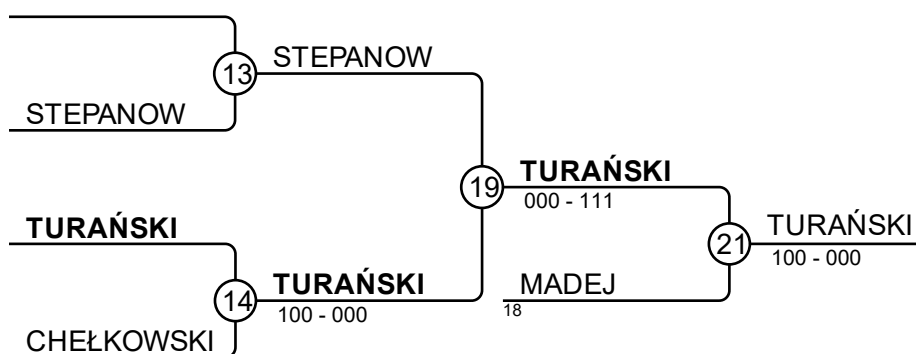 STEPANOW
13
STEPANOW
TURAŃSKI
000 - 111
19
TURAŃSKI
100 - 000
21
TURAŃSKI
TURAŃSKI
100 - 000
14
MADEJ
18
CHEŁKOWSKI